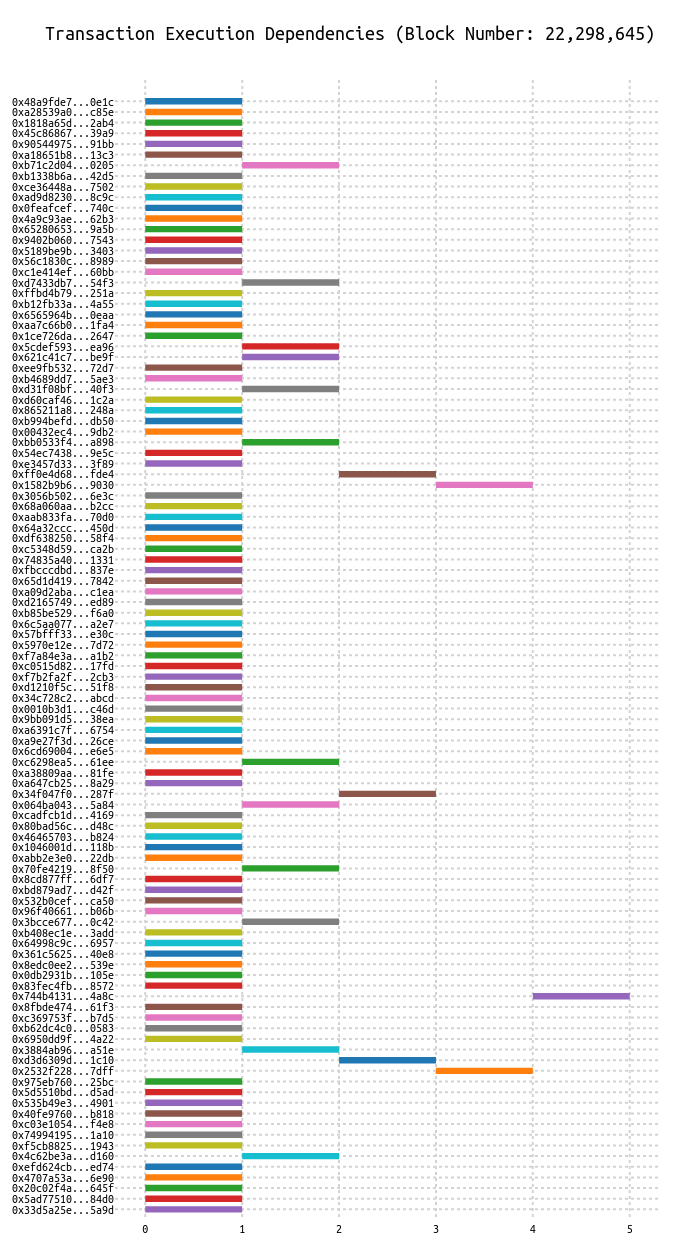 Transaction Execution Dependencies (Block Number: 22,298,645)
0x48a9fde7...0e1c
0xa28539a0...c85e
0x1818a65d...2ab4
0x45c86867...39a9
0x90544975...91bb
0xa18651b8...13c3
0xb71c2d04...0205
0xb1338b6a...42d5
0xce36448a...7502
0xad9d8230...8c9c
0x0feafcef...740c
0x4a9c93ae...62b3
0x65280653...9a5b
0x9402b060...7543
0x5189be9b...3403
0x56c1830c...8989
0xc1e414ef...60bb
0xd7433db7...54f3
0xffbd4b79...251a
0xb12fb33a...4a55
0x6565964b...0eaa
0xaa7c66b0...1fa4
0x1ce726da...2647
0x5cdef593...ea96
0x621c41c7...be9f
0xee9fb532...72d7
0xb4689dd7...5ae3
0xd31f08bf...40f3
0xd60caf46...1c2a
0x865211a8...248a
0xb994befd...db50
0x00432ec4...9db2
0xbb0533f4...a898
0x54ec7438...9e5c
0xe3457d33...3f89
0xff0e4d68...fde4
0x1582b9b6...9030
0x3056b502...6e3c
0x68a060aa...b2cc
0xaab833fa...70d0
0x64a32ccc...450d
0xdf638250...58f4
0xc5348d59...ca2b
0x74835a40...1331
0xfbcccdbd...837e
0x65d1d419...7842
0xa09d2aba...c1ea
0xd2165749...ed89
0xb85be529...f6a0
0x6c5aa077...a2e7
0x57bfff33...e30c
0x5970e12e...7d72
0xf7a84e3a...a1b2
0xc0515d82...17fd
0xf7b2fa2f...2cb3
0xd1210f5c...51f8
0x34c728c2...abcd
0x0010b3d1...c46d
0x9bb091d5...38ea
0xa6391c7f...6754
0xa9e27f3d...26ce
0x6cd69004...e6e5
0xc6298ea5...61ee
0xa38809aa...81fe
0xa647cb25...8a29
0x34f047f0...287f
0x064ba043...5a84
0xcadfcb1d...4169
0x80bad56c...d48c
0x46465703...b824
0x1046001d...118b
0xabb2e3e0...22db
0x70fe4219...8f50
0x8cd877ff...6df7
0xbd879ad7...d42f
0x532b0cef...ca50
0x96f40661...b06b
0x3bcce677...0c42
0xb408ec1e...3add
0x64998c9c...6957
0x361c5625...40e8
0x8edc0ee2...539e
0x0db2931b...105e
0x83fec4fb...8572
0x744b4131...4a8c
0x8fbde474...61f3
0xc369753f...b7d5
0xb62dc4c0...0583
0x6950dd9f...4a22
0x3884ab96...a51e
0xd3d6309d...1c10
0x2532f228...7dff
0x975eb760...25bc
0x5d5510bd...d5ad
0x535b49e3...4901
0x40fe9760...b818
0xc03e1054...f4e8
0x74994195...1a10
0xf5cb8825...1943
0x4c62be3a...d160
0xefd624cb...ed74
0x4707a53a...6e90
0x20c02f4a...645f
0x5ad77510...84d0
0x33d5a25e...5a9d
0 1 2 3 4 5